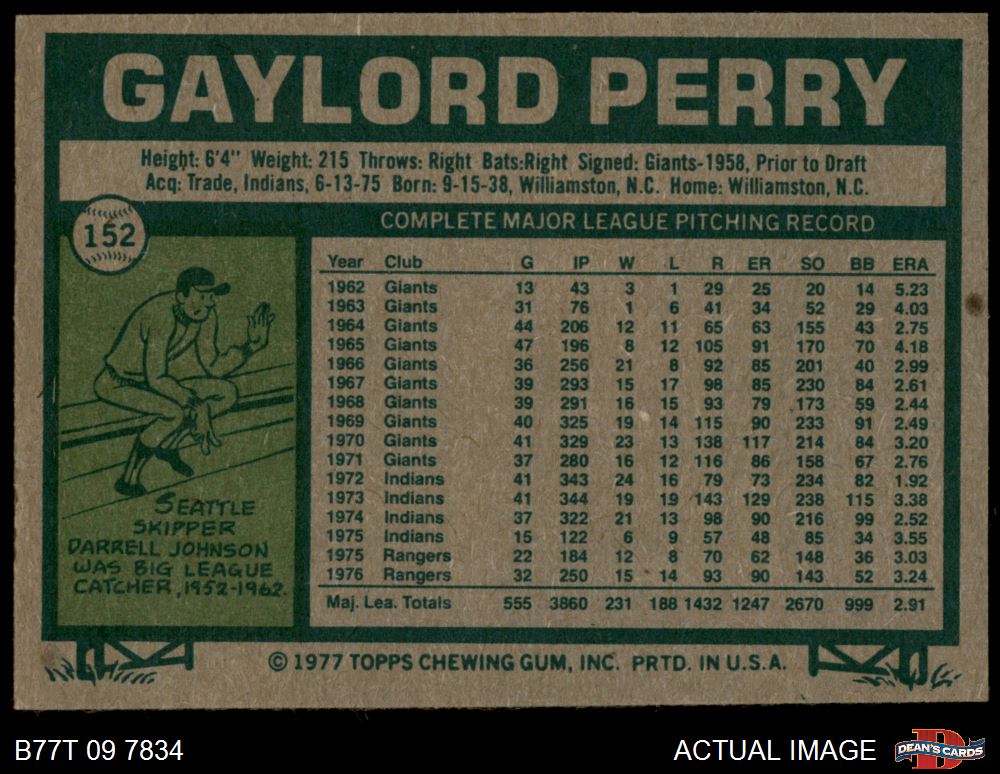 GAYLORD PERRY
Height: 6'4" Weight: 215 Throws: Right Bats:Right Signed: Giants-1958, Prior to Draft
Acq: Trade, Indians, 6-13-75 Born: 9-15-38, Williamston, N.C. Home: Williamston, N.C.
152
COMPLETE MAJOR LEAGUE PITCHING RECORD
Year Club G IP W L R ER SO BB ERA
1962 Giants 13 43 3 1 29 25 20 14 5.23
1963 Giants 31 76 1 6 41 34 52 29 4.03
1964 Giants 44 206 12 11 65 63 155 43 2.75
1965 Giants 47 196 8 12 105 91 170 70 4.18
1966 Giants 36 256 21 8 92 85 201 40 2.99
1967 Giants 39 293 15 17 98 85 230 84 2.61
1968 Giants 39 291 16 15 93 79 173 59 2.44
1969 Giants 40 325 19 14 115 90 233 91 2.49
1970 Giants 41 329 23 13 138 117 214 84 3.20
1971 Giants 37 280 16 12 116 86 158 67 2.76
1972 Indians 41 343 24 16 79 73 234 82 1.92
1973 Indians 41 344 19 19 143 129 238 115 3.38
1974 Indians 37 322 21 13 98 90 216 99 2.52
1975 Indians 15 122 6 9 57 48 85 34 3.55
1975 Rangers 22 184 12 8 70 62 148 36 3.03
1976 Rangers 32 250 15 14 93 90 143 52 3.24
Maj. Lea. Totals 555 3860 231 188 1432 1247 2670 999 2.91
SEATTLE
SKIPPER
DARRELL JOHNSON
WAS BIG LEAGUE
CATCHER, 1952-1962.
© 1977 TOPPS CHEWING GUM, INC. PRTD. IN U.S.A.
B77T 09 7834
ACTUAL IMAGE
D
DEAN'S CARDS